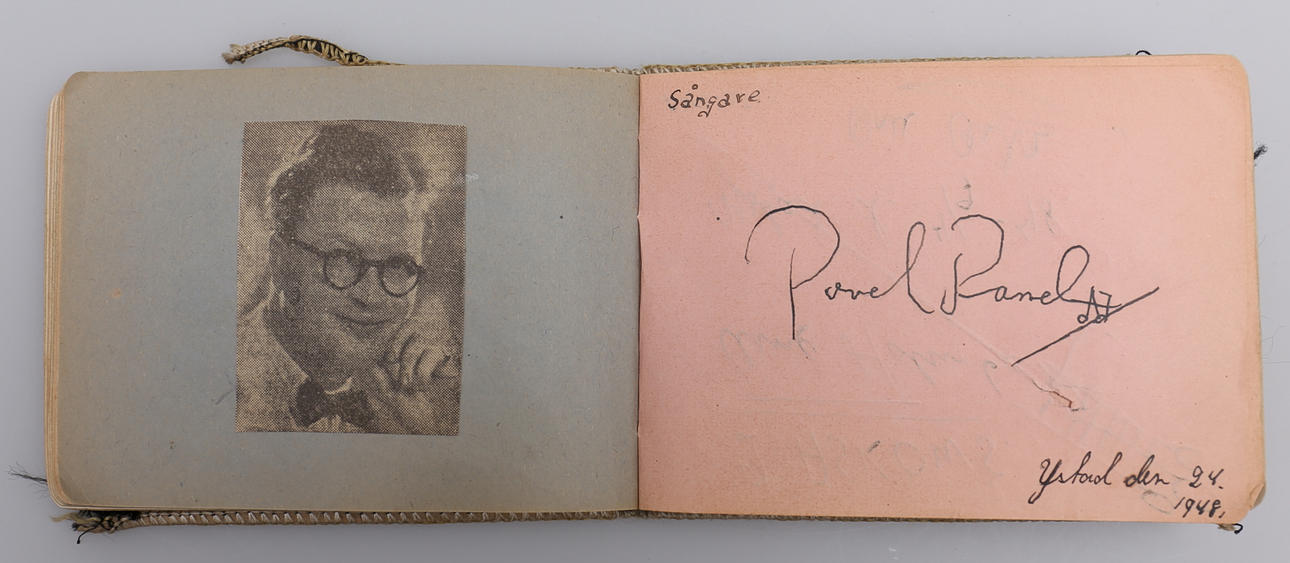 Sångare
Povel Ramel
Ystad den 24.
1948.